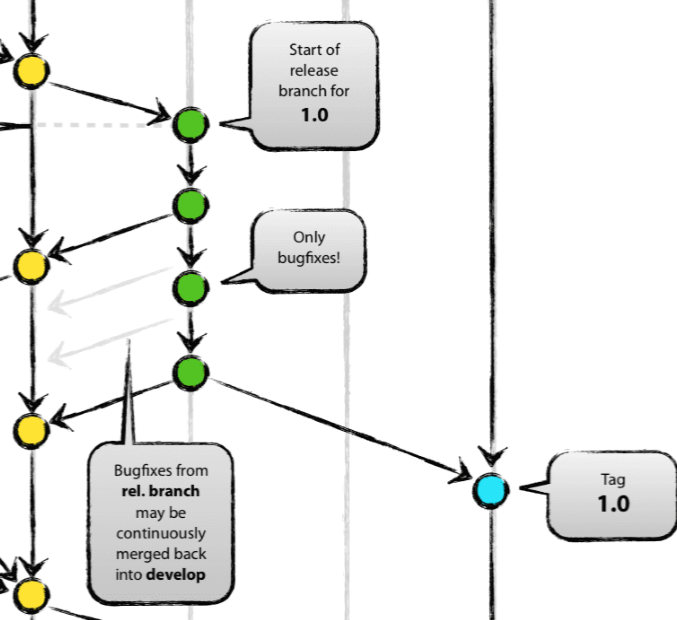 Start of
release
branch for
1.0
Only
bugfixes!
Bugfixes from
rel. branch
may be
continuously
merged back
into develop
Tag
1.0